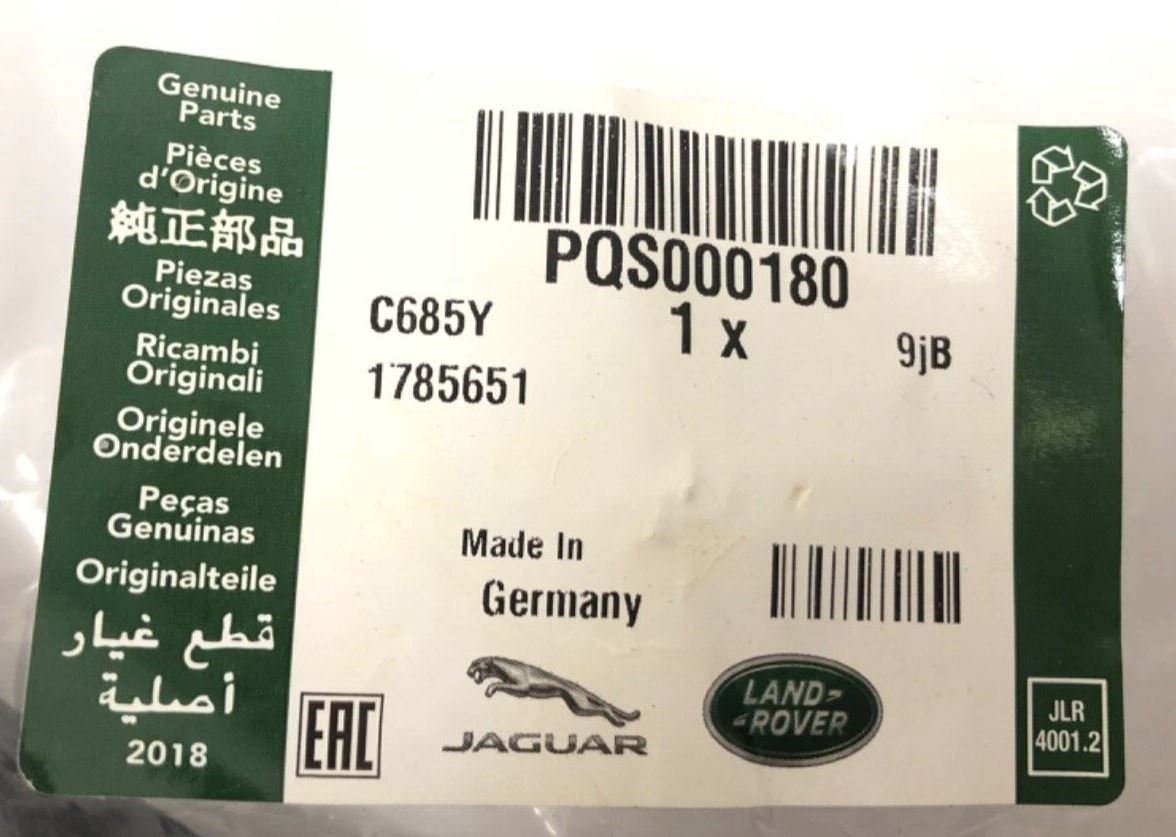 Genuine
Parts
Pièces
d'Origine
純正部品
Piezas
Originales
Ricambi
Originali
Originele
Onderdelen
Peças
Genuinas
Originalteile
قطع غيار
أصلية
2018
PQS000180
C685Y
1 x
9jB
1785651
Made In
Germany
EAC
JAGUAR
LAND-
-ROVER
JLR
4001.2